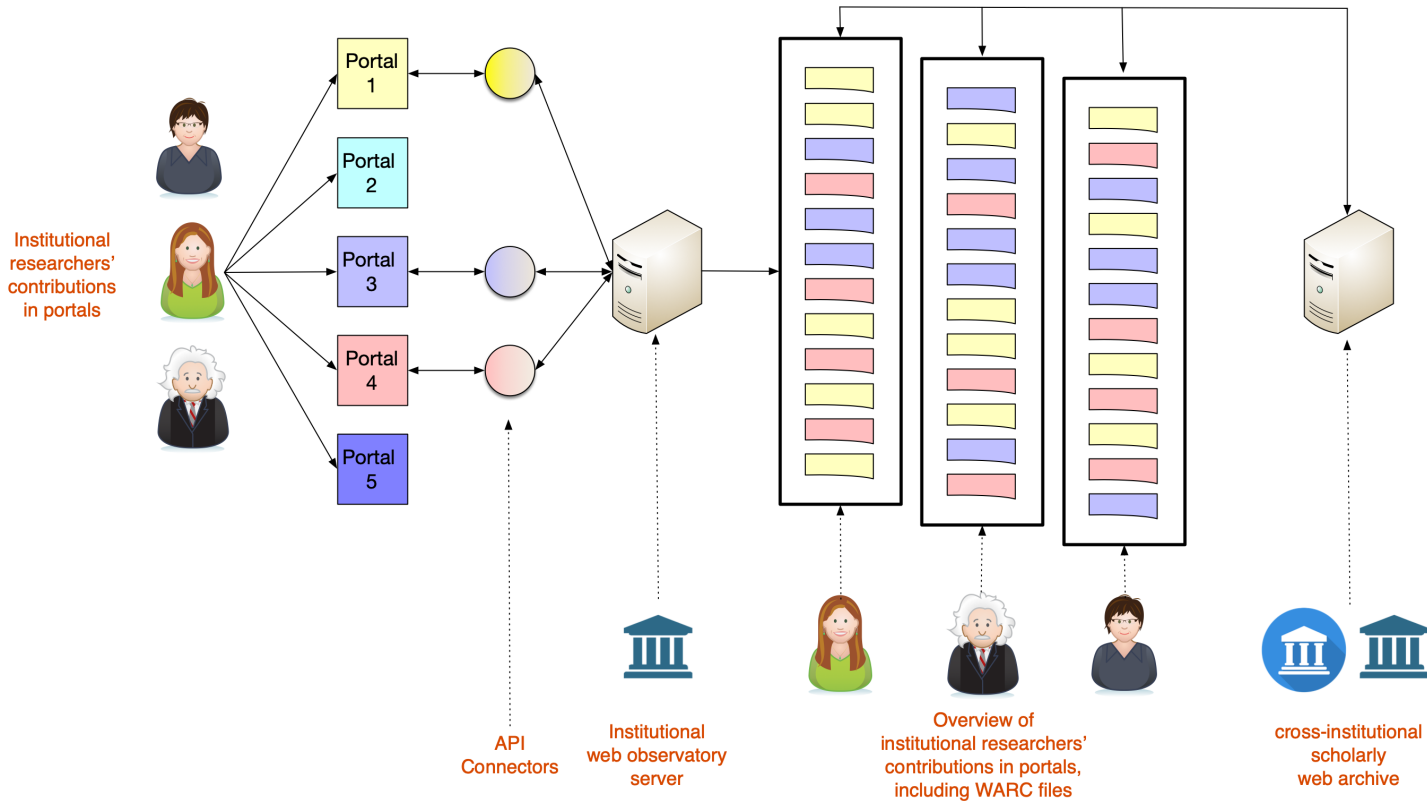 Portal
1
Portal
2
Portal
3
Portal
4
Portal
5
Institutional
researchers’
contributions
in portals
API
Connectors
Institutional
web observatory
server
Overview of
institutional researchers’
contributions in portals,
including WARC files
cross-institutional
scholarly
web archive